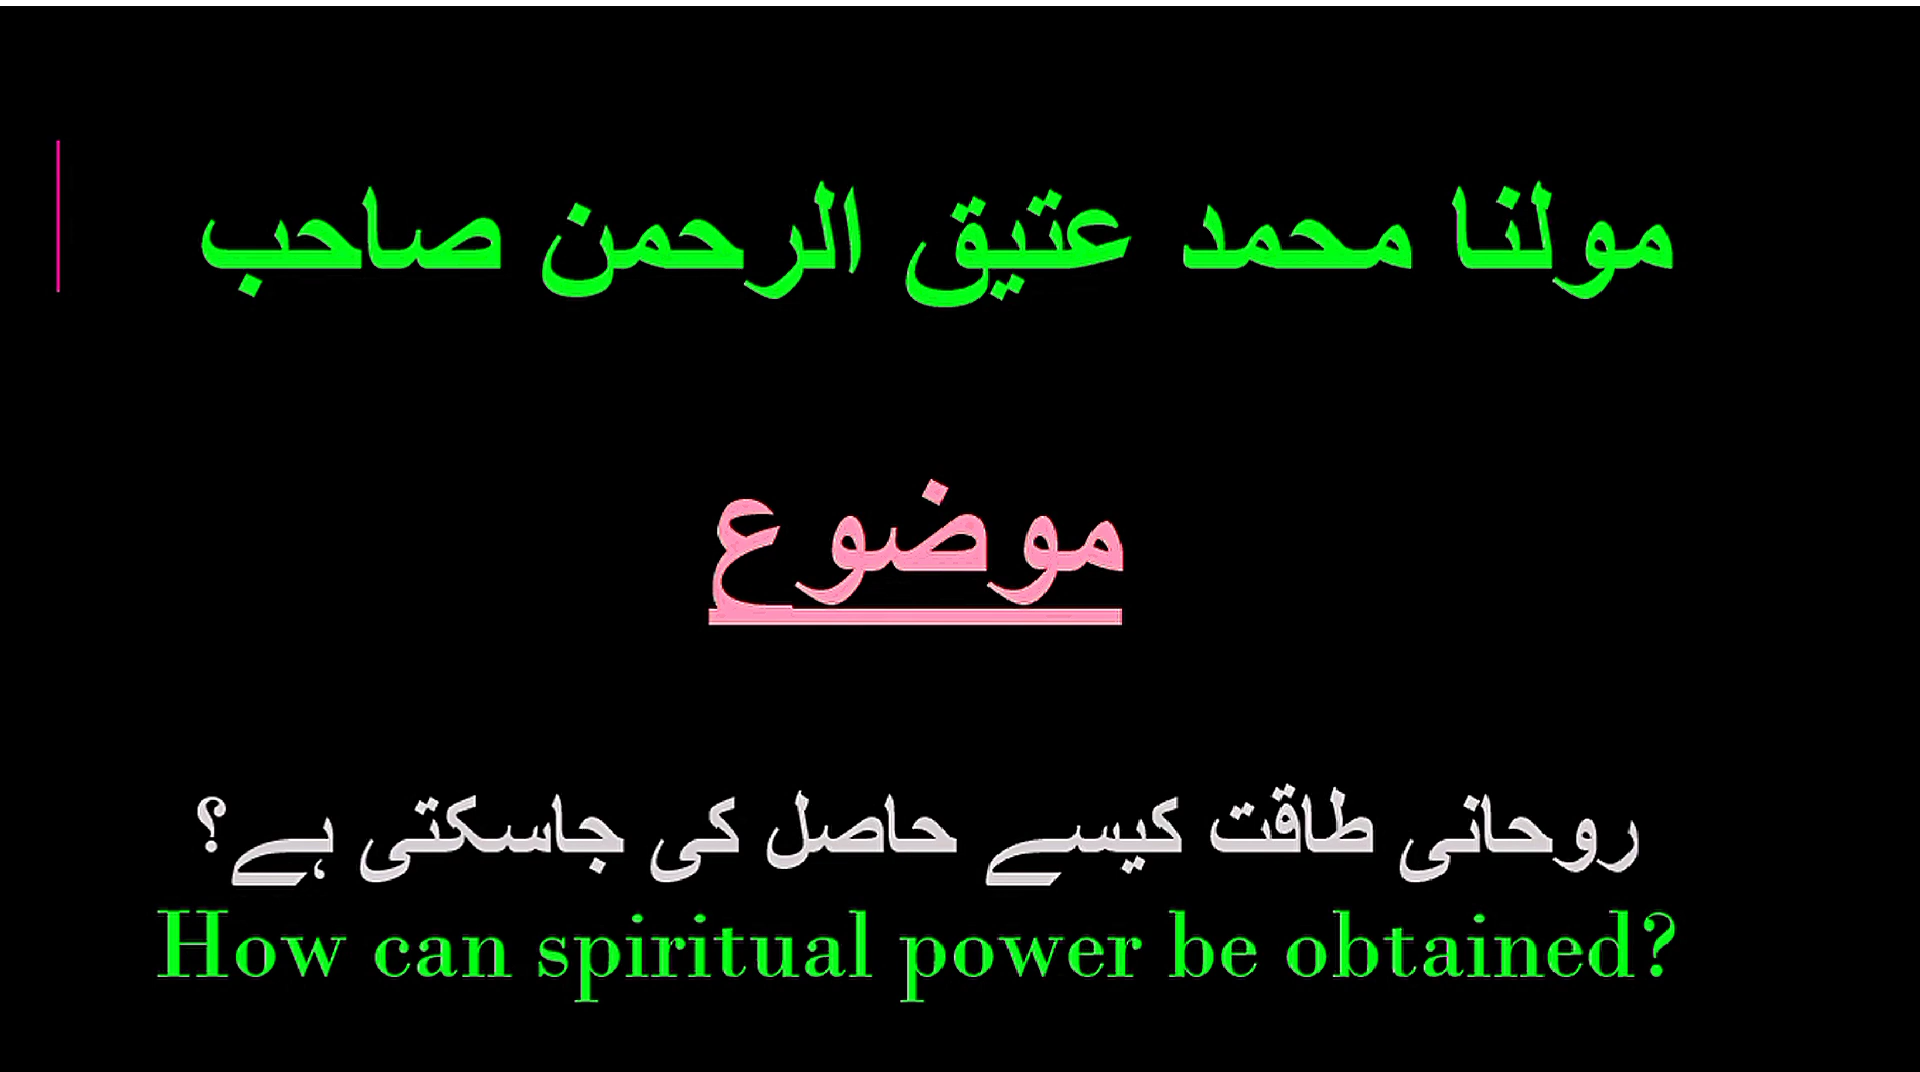 مولنا محمد عتیق الرحمن صاحب
موضوع
روحانی طاقت کیسے حاصل کی جاسکتی ہے؟
How can spiritual power be obtained?